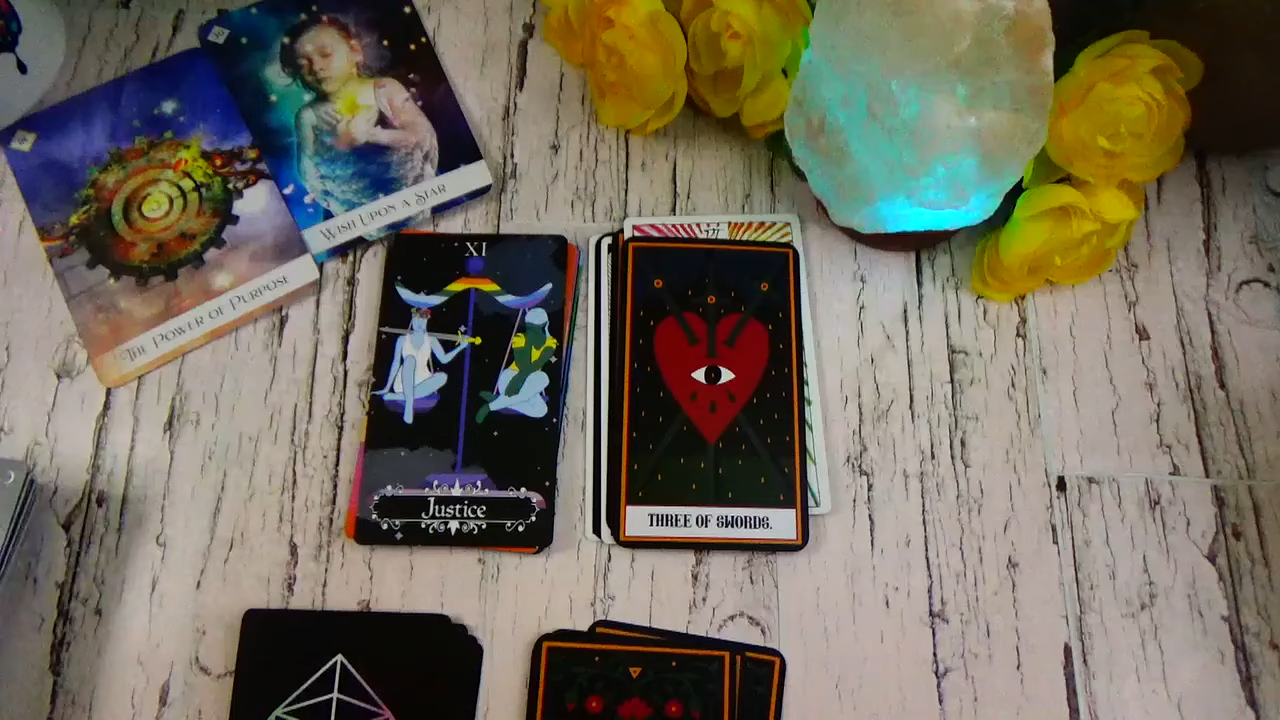 WISH UPON A STAR
THE POWER OF PURPOSE
XI
Justice
THREE OF SWORDS.